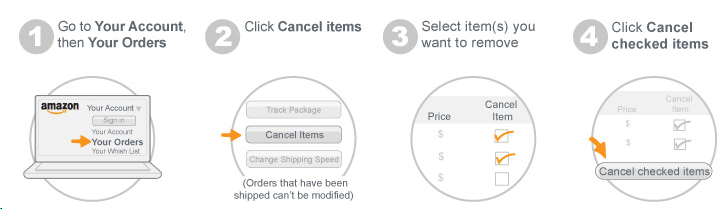 1
Go to Your Account,
then Your Orders
amazon
Your Account
Sign in
Your Account
Your Orders
Your Whish List
2
Click Cancel items
Track Package
Cancel Items
Change Shipping Speed
(Orders that have been
shipped can't be modified)
3
Select item(s) you
want to remove
Price
Cancel
Item
$
$
$
4
Click Cancel
checked items
Price
Cancel
Item
$
$
Cancel checked items